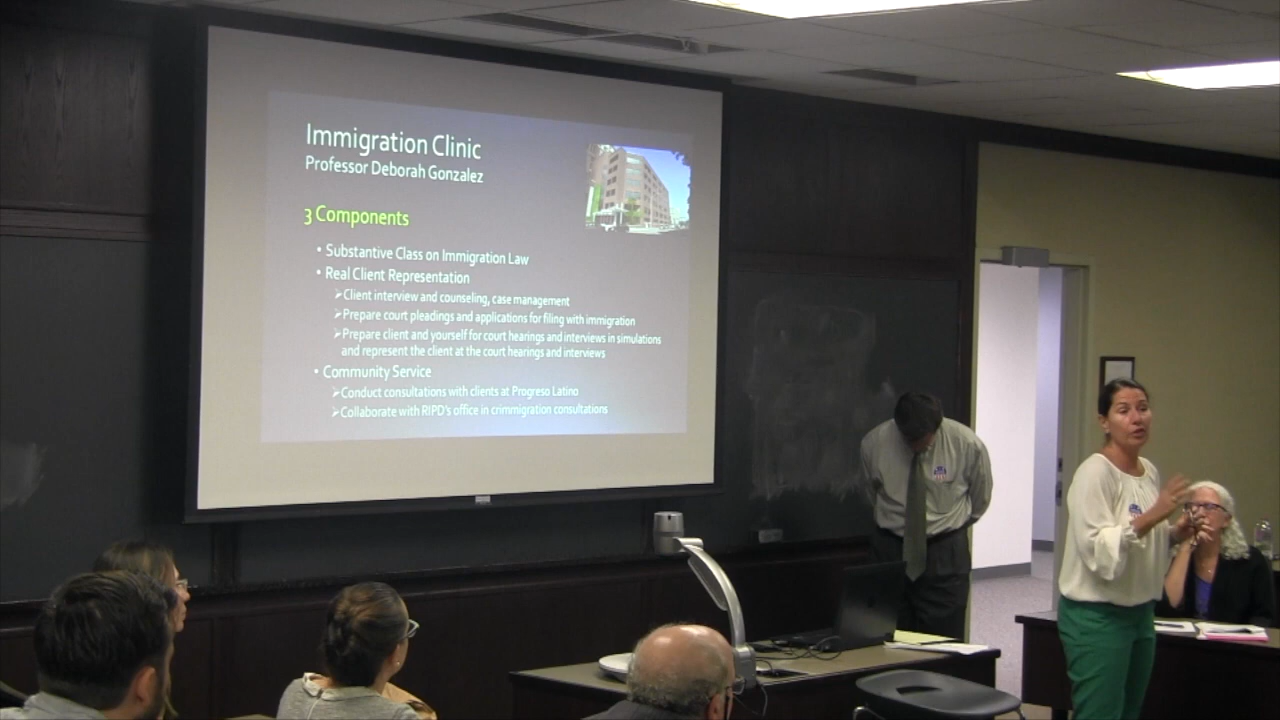 Immigration Clinic
Professor Deborah Gonzalez
3 Components
• Substantive Class on Immigration Law
• Real Client Representation
➢Client interview and counseling, case management
➢Prepare court pleadings and applications for filing with immigration
➢Prepare client and yourself for court hearings and interviews in simulations
and represent the client at the court hearings and interviews
• Community Service
➢Conduct consultations with clients at Progreso Latino
➢Collaborate with RIPD's office in crimmigration consultations